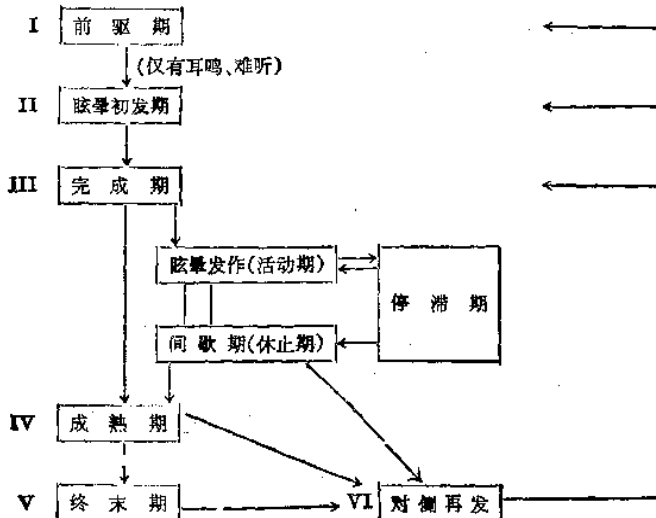 I 前驱期
(仅有耳鸣、难听)
II 眩晕初发期
III 完成期
眩晕发作(活动期)
停滞期
间歇期(休止期)
IV 成熟期
V 终末期
VI 对侧再发